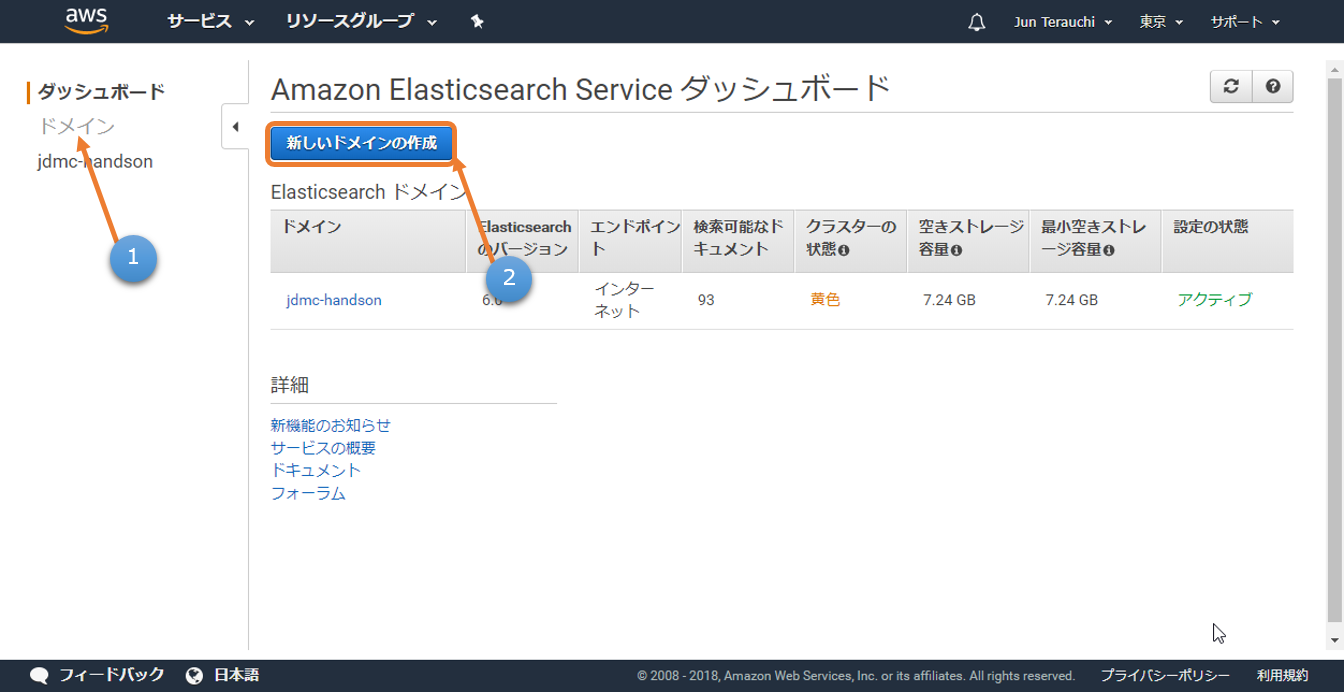 aws サービス リソースグループ Jun Terauchi 東京 サポート
ダッシュボード
ドメイン
jdmc-handson
1
Amazon Elasticsearch Service ダッシュボード
新しいドメインの作成
Elasticsearch ドメイン
ドメイン
Elasticsearch
のバージョン
エンドポイン
ト
検索可能なド
キュメント
クラスターの
状態
空きストレージ
容量
最小空きストレ
ージ容量
設定の状態
jdmc-handson
6.0
インター
ネット
93
黄色
7.24 GB
7.24 GB
アクティブ
2
詳細
新機能のお知らせ
サービスの概要
ドキュメント
フォーラム
フィードバック 日本語 © 2008 - 2018, Amazon Web Services, Inc. or its affiliates. All rights reserved. プライバシーポリシー 利用規約